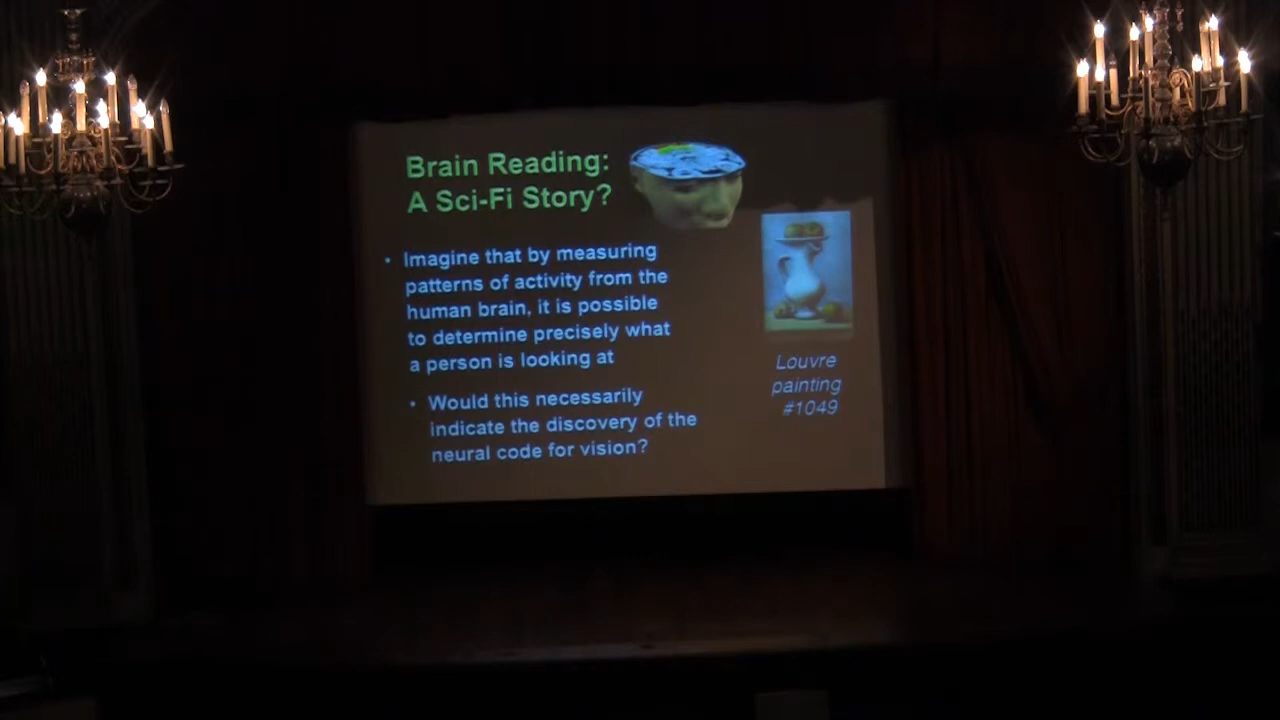 Brain Reading:
A Sci-Fi Story?
• Imagine that by measuring
patterns of activity from the
human brain, it is possible
to determine precisely what
a person is looking at
• Would this necessarily
indicate the discovery of the
neural code for vision?
Louvre
painting
#1049